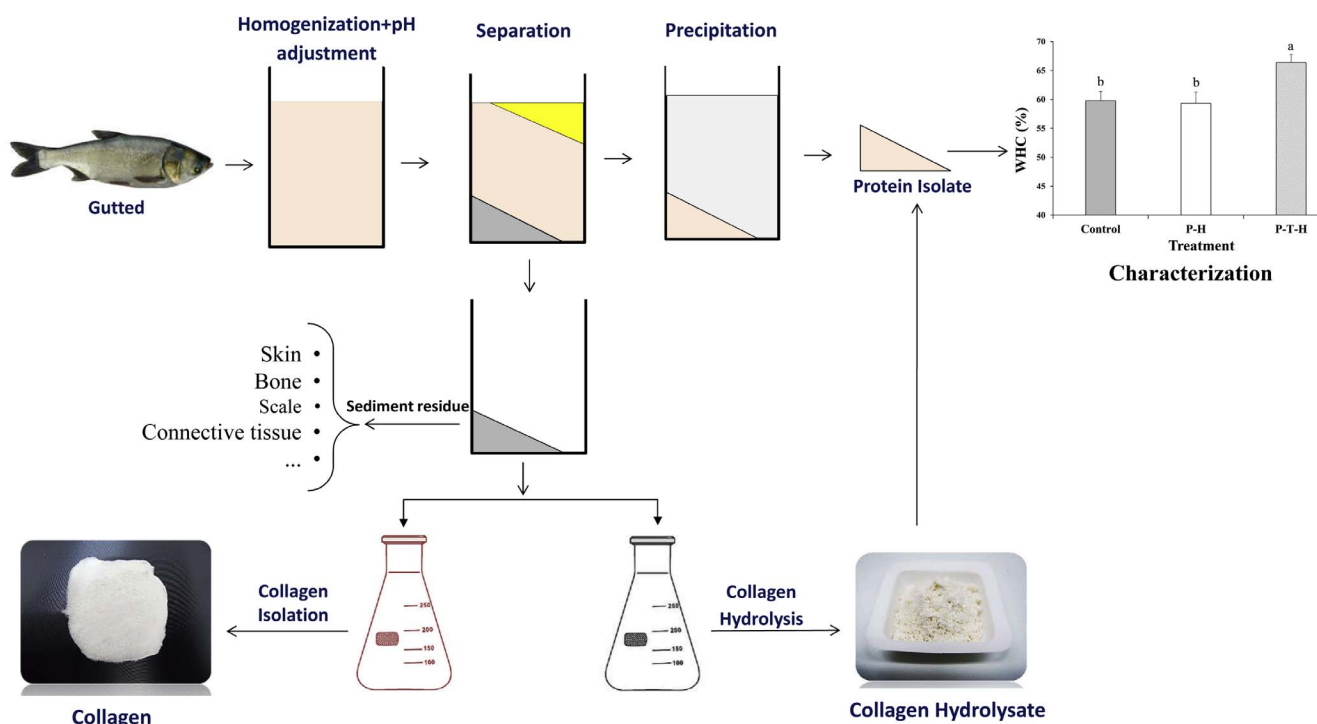 Homogenization+pH
adjustment
Separation
Precipitation
Gutted
Protein Isolate
70
65
60
55
50
45
40
WHC (%)
b
b
a
Control
P-H
P-T-H
Treatment
Characterization
Skin •
Bone •
Scale •
Connective tissue •
... •
Sediment residue
Collagen
Isolation
250
200
150
100
250
200
150
100
Collagen
Hydrolysis
Collagen
Collagen Hydrolysate